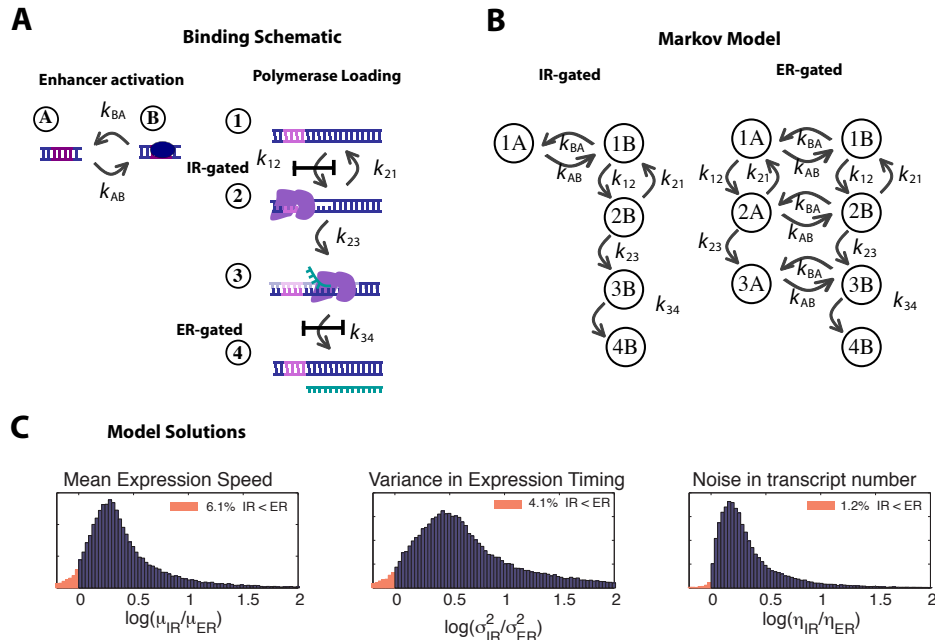 A
Binding Schematic
Enhancer activation
Polymerase Loading
A
k_BA
B
k_AB
1
IR-gated
k_12
k_21
2
k_23
3
ER-gated
k_34
4
B
Markov Model
IR-gated
ER-gated
1A
k_BA
k_AB
1B
k_12
k_21
2B
k_23
3B
k_34
4B
1A
k_BA
k_AB
1B
k_12
k_21
k_12
k_21
2A
k_BA
k_AB
2B
k_23
k_23
3A
k_BA
k_AB
3B
k_34
4B
C
Model Solutions
Mean Expression Speed
6.1% IR < ER
0 0.5 1 1.5 2
log(μ_IR/μ_ER)
Variance in Expression Timing
4.1% IR < ER
0 0.5 1.0 1.5 2
log(σ²_IR/σ²_ER)
Noise in transcript number
1.2% IR < ER
0 0.5 1.0 1.5 2
log(η_IR/η_ER)